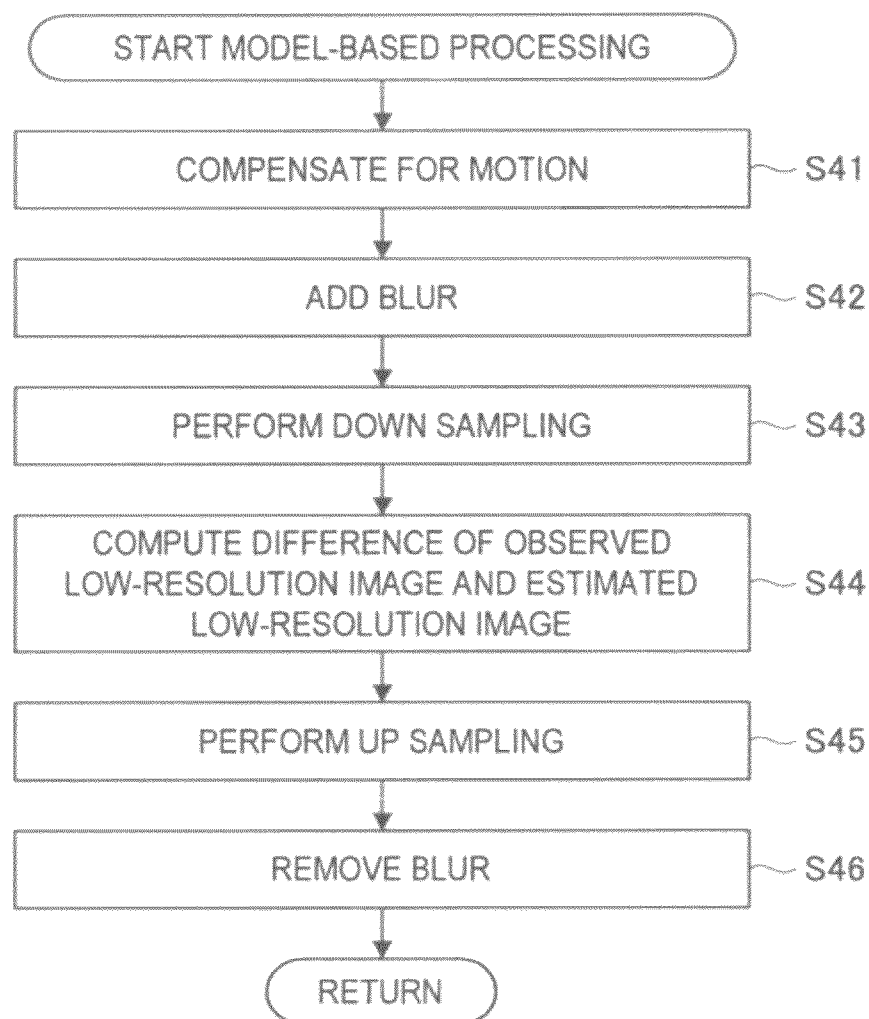 START MODEL-BASED PROCESSING
COMPENSATE FOR MOTION
S41
ADD BLUR
S42
PERFORM DOWN SAMPLING
S43
COMPUTE DIFFERENCE OF OBSERVED
LOW-RESOLUTION IMAGE AND ESTIMATED
LOW-RESOLUTION IMAGE
S44
PERFORM UP SAMPLING
S45
REMOVE BLUR
S46
RETURN